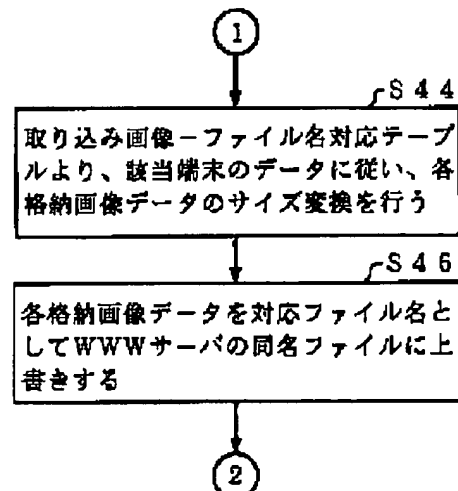 1
S44
取り込み画像−ファイル名対応テーブ
ルより、該当端末のデータに従い、各
格納画像データのサイズ変換を行う
S46
各格納画像データを対応ファイル名と
してWWWサーバの同名ファイルに上
書きする
2